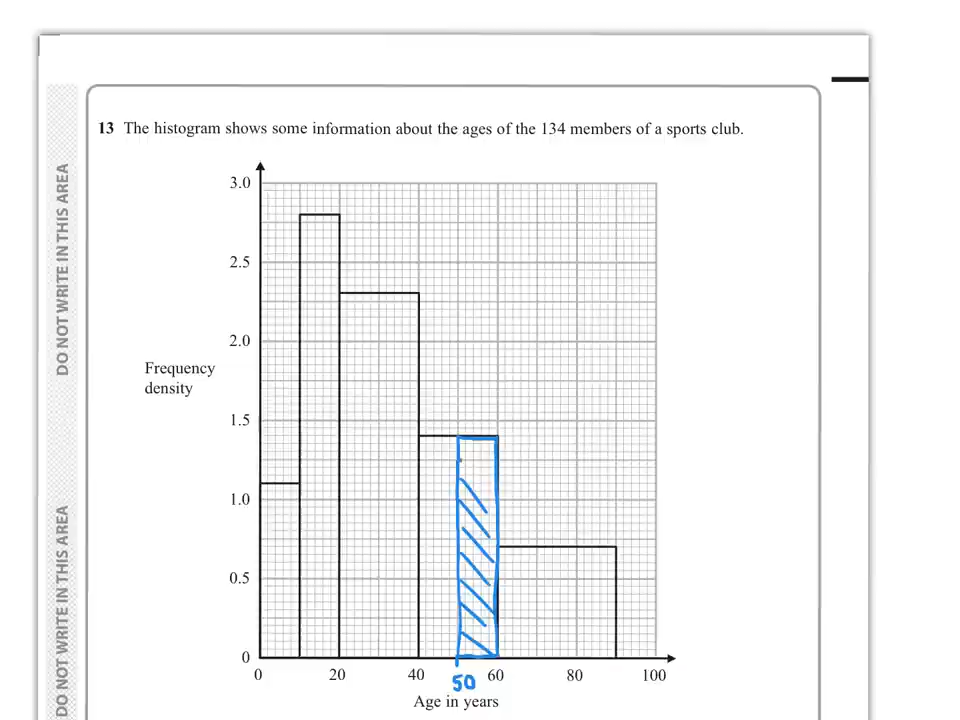 13 The histogram shows some information about the ages of the 134 members of a sports club.
DO NOT WRITE IN THIS AREA
DO NOT WRITE IN THIS AREA
3.0
2.5
2.0
Frequency
density
1.5
1.0
0.5
0
0 20 40 60 80 100
50
Age in years